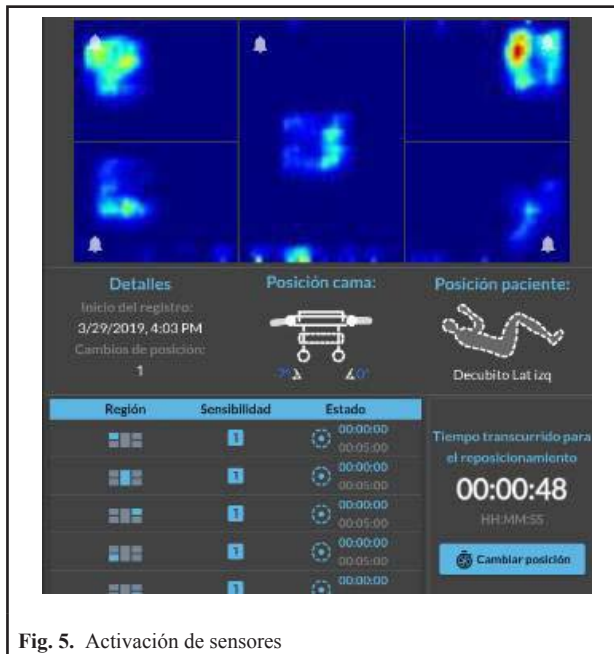 Detalles
Inicio del registro:
3/29/2019, 4:03 PM
Cambios de posición:
1
Posición cama:
0°
Posición paciente:
Decubito Lat izq
Región Sensibilidad Estado
1 00:00:00
00:05:00
1 00:00:00
00:05:00
1 00:00:00
00:05:00
1 00:00:00
00:05:00
1 00:00:00
Tiempo transcurrido para
el reposicionamiento
00:00:48
HH:MM:SS
Cambiar posición
Fig. 5. Activación de sensores